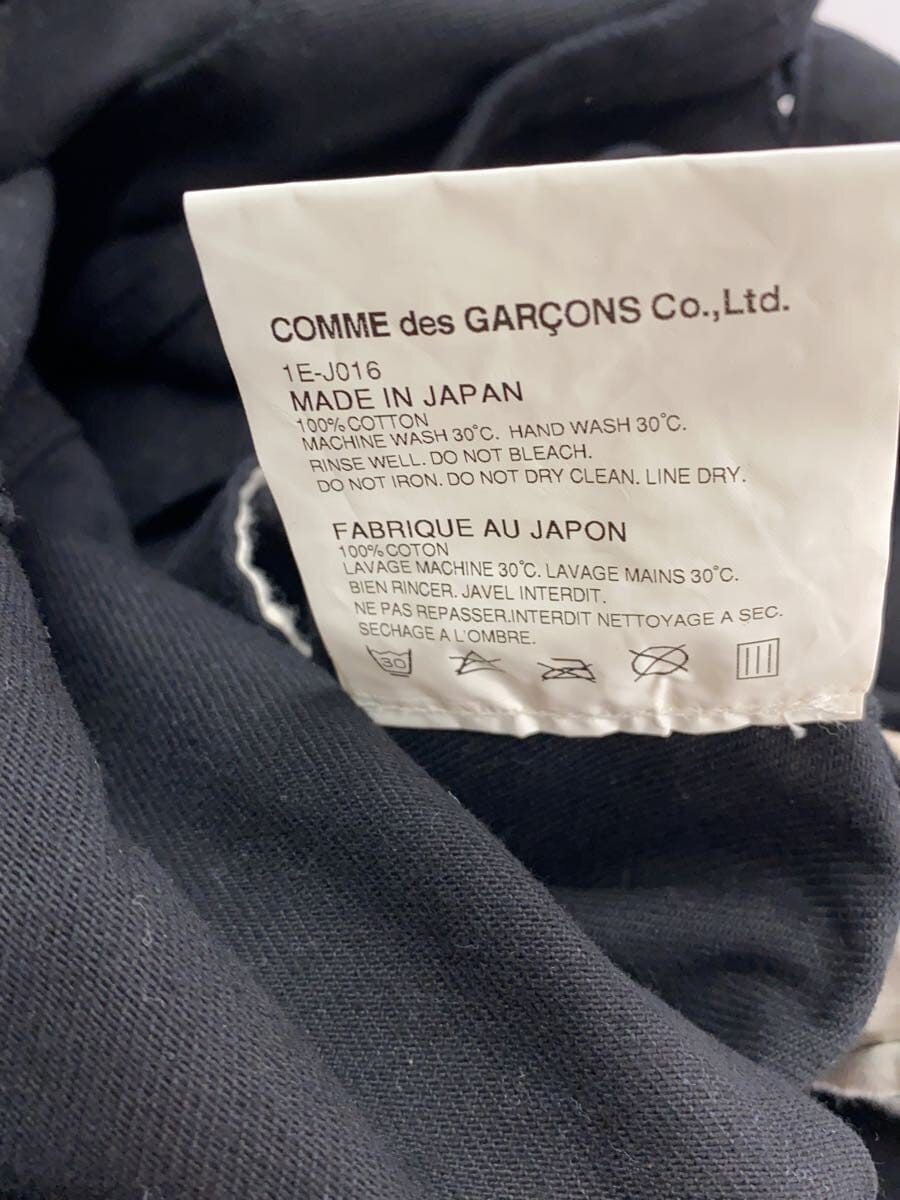 COMME des GARÇONS Co.,Ltd.
1E-J016
MADE IN JAPAN
100% COTTON
MACHINE WASH 30°C. HAND WASH 30°C.
RINSE WELL. DO NOT BLEACH.
DO NOT IRON. DO NOT DRY CLEAN. LINE DRY.
FABRIQUE AU JAPON
100% COTON
LAVAGE MACHINE 30°C. LAVAGE MAINS 30°C.
BIEN RINCER. JAVEL INTERDIT.
NE PAS REPASSER.INTERDIT NETTOYAGE A SEC.
SECHAGE A L'OMBRE.
30